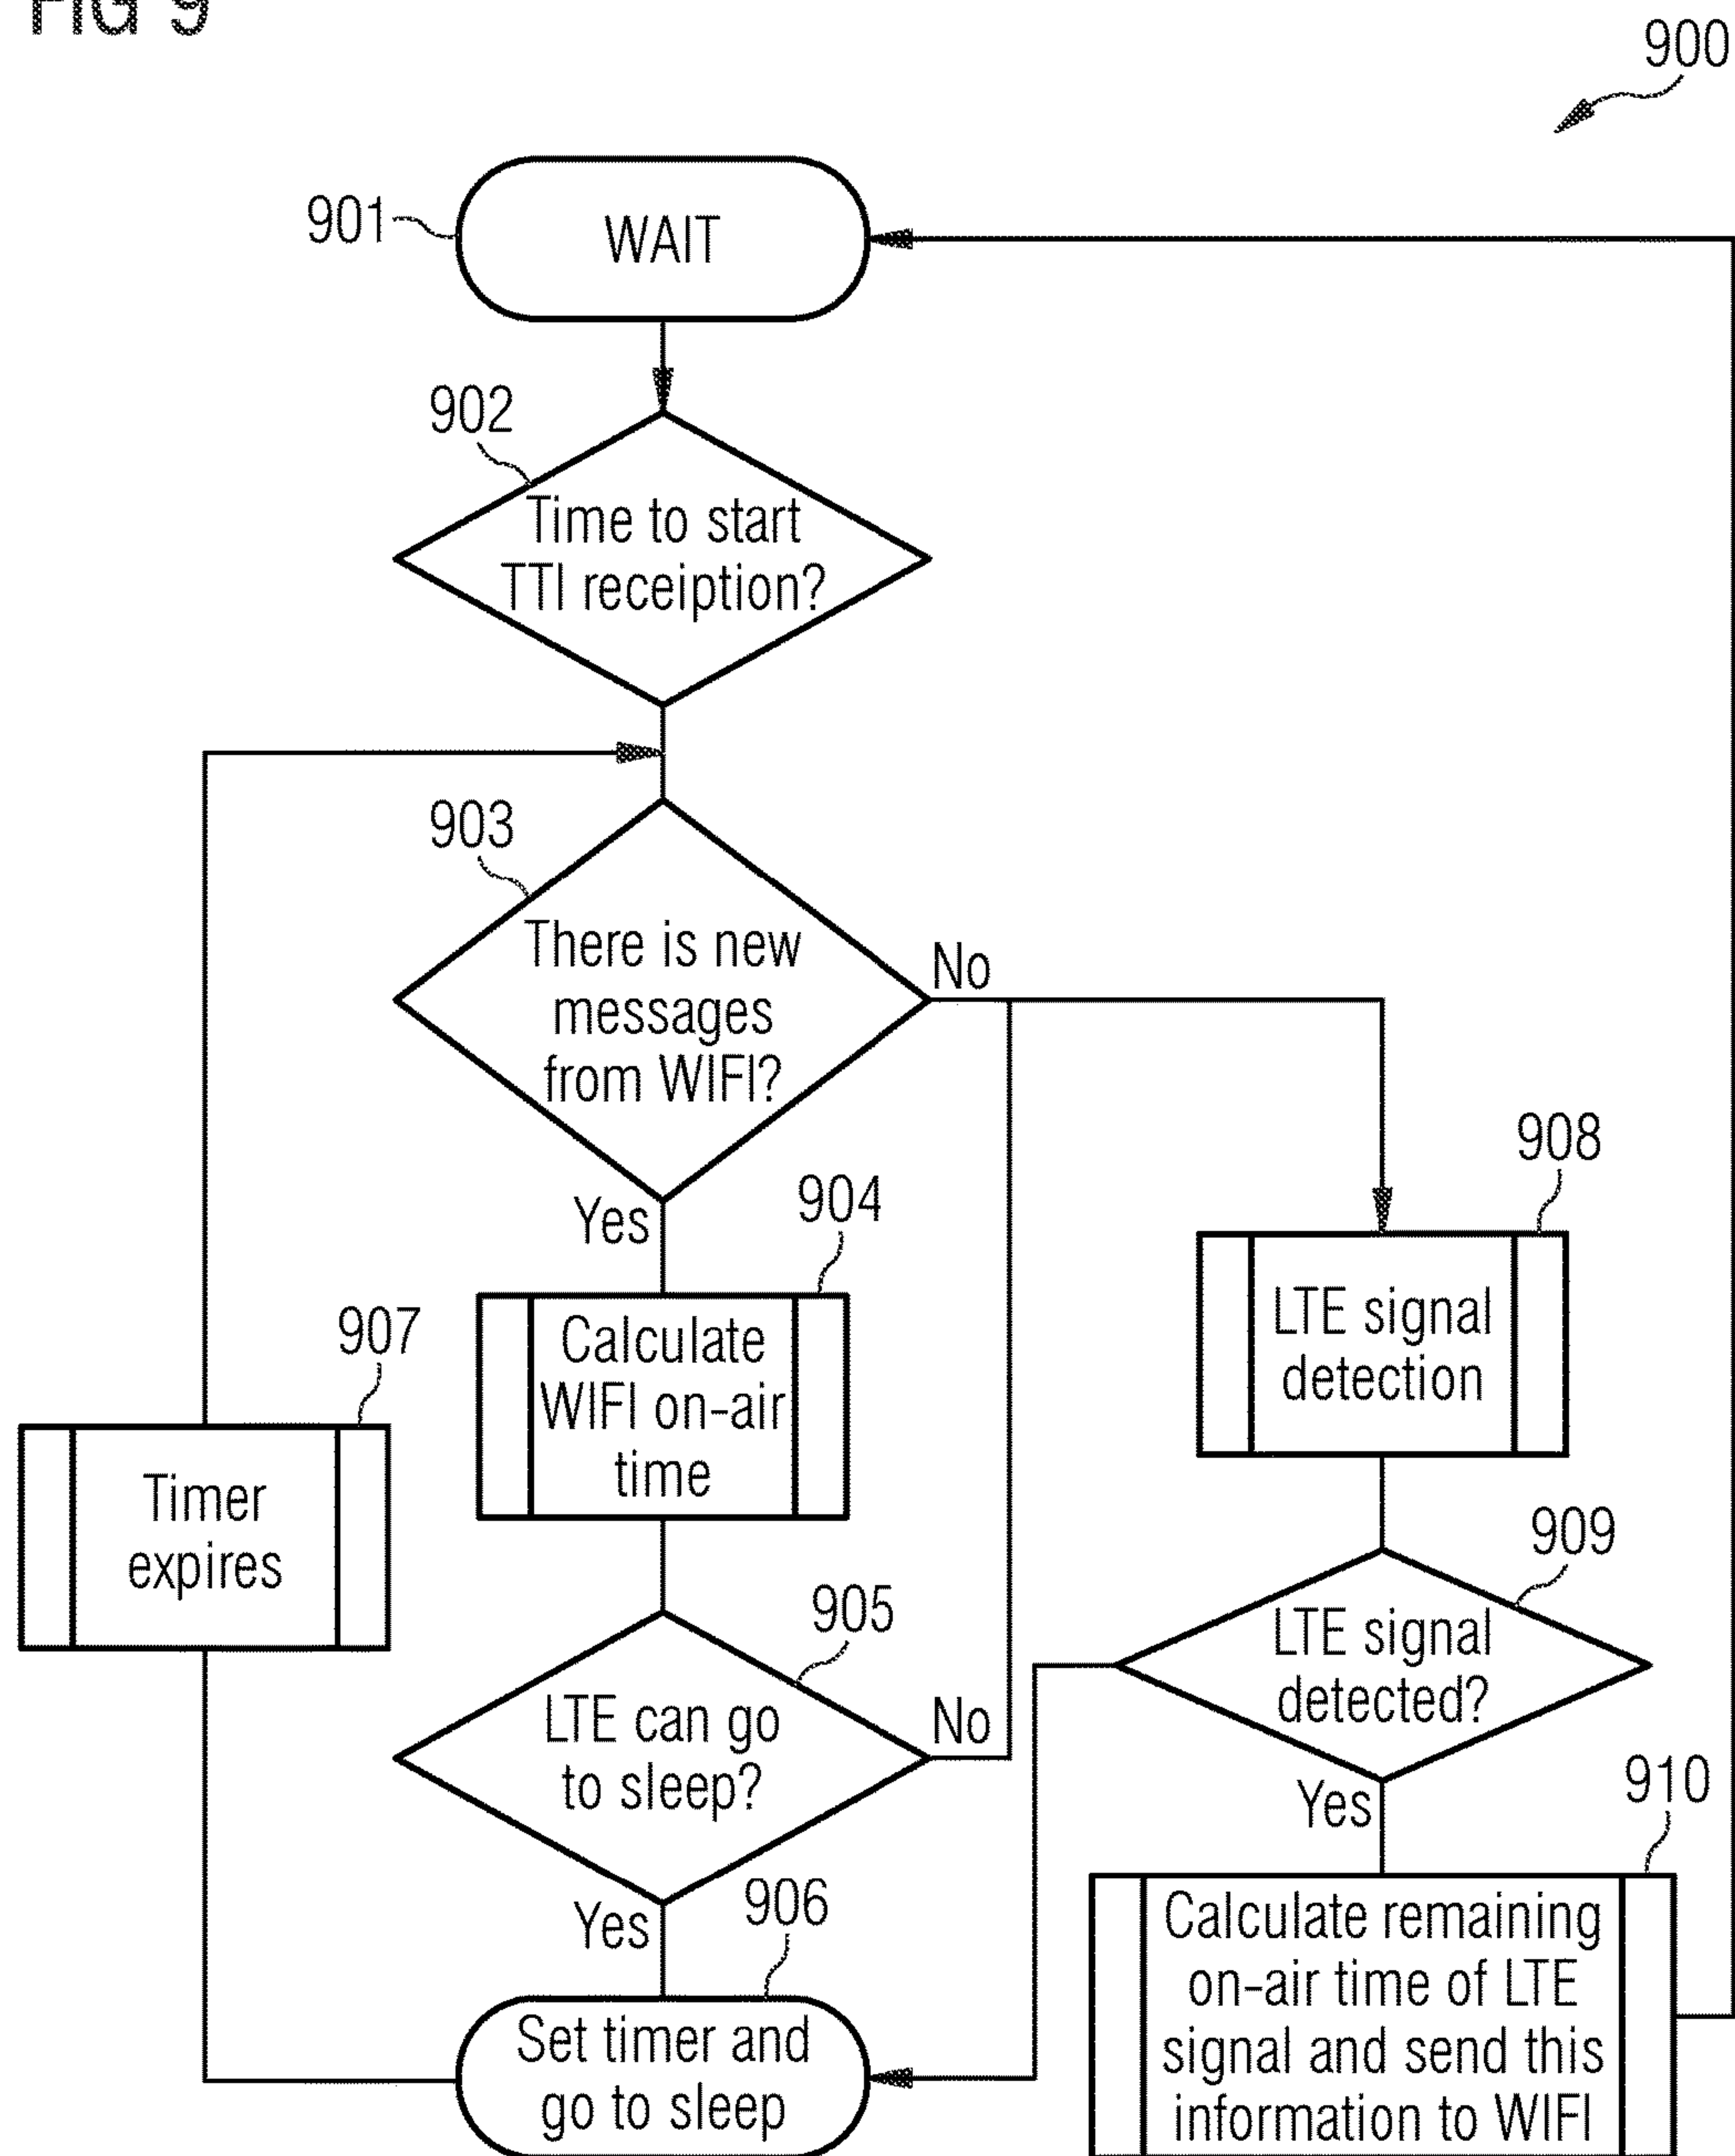 FIG 9
900
901
WAIT
902
Time to start
TTI receiption?
903
There is new
messages
from WIFI?
No
Yes
904
Calculate
WIFI on-air
time
905
LTE can go
to sleep?
No
Yes
906
Set timer and
go to sleep
907
Timer
expires
908
LTE signal
detection
909
LTE signal
detected?
Yes
910
Calculate remaining
on-air time of LTE
signal and send this
information to WIFI